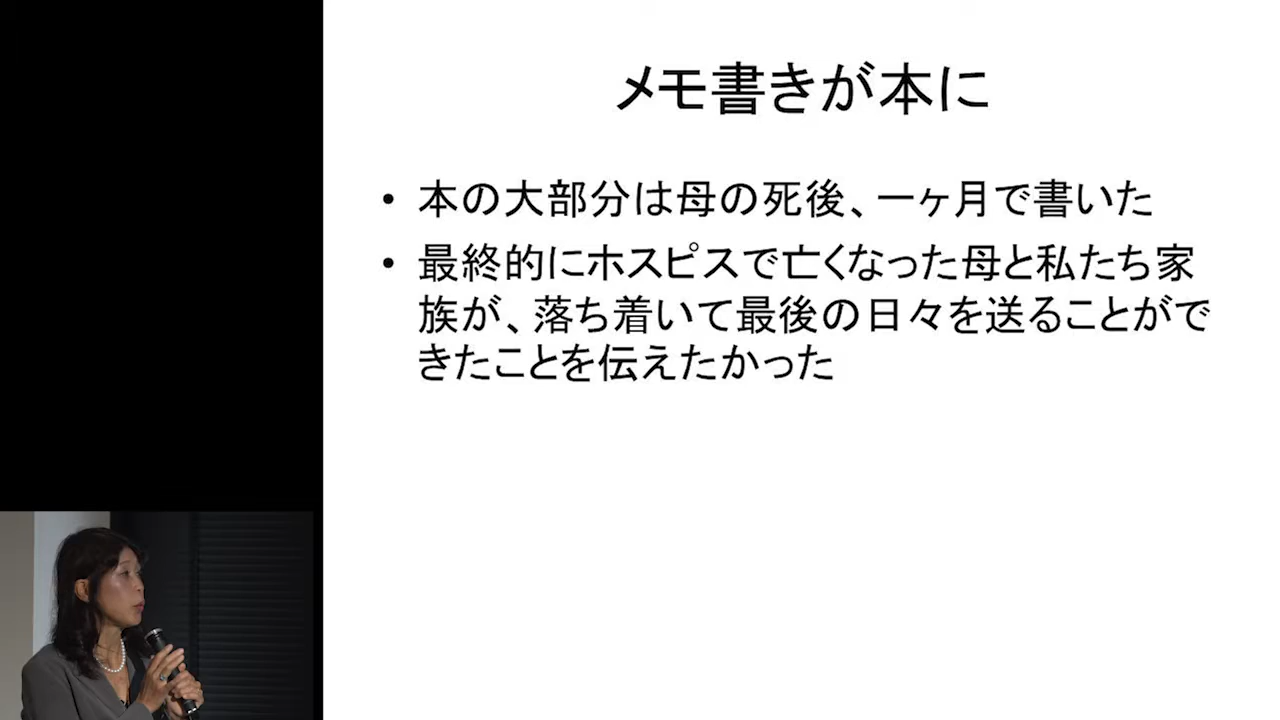 メモ書きが本に
• 本の大部分は母の死後、一ヶ月で書いた
• 最終的にホスピスで亡くなった母と私たち家
族が、落ち着いて最後の日々を送ることがで
きたことを伝えたかった